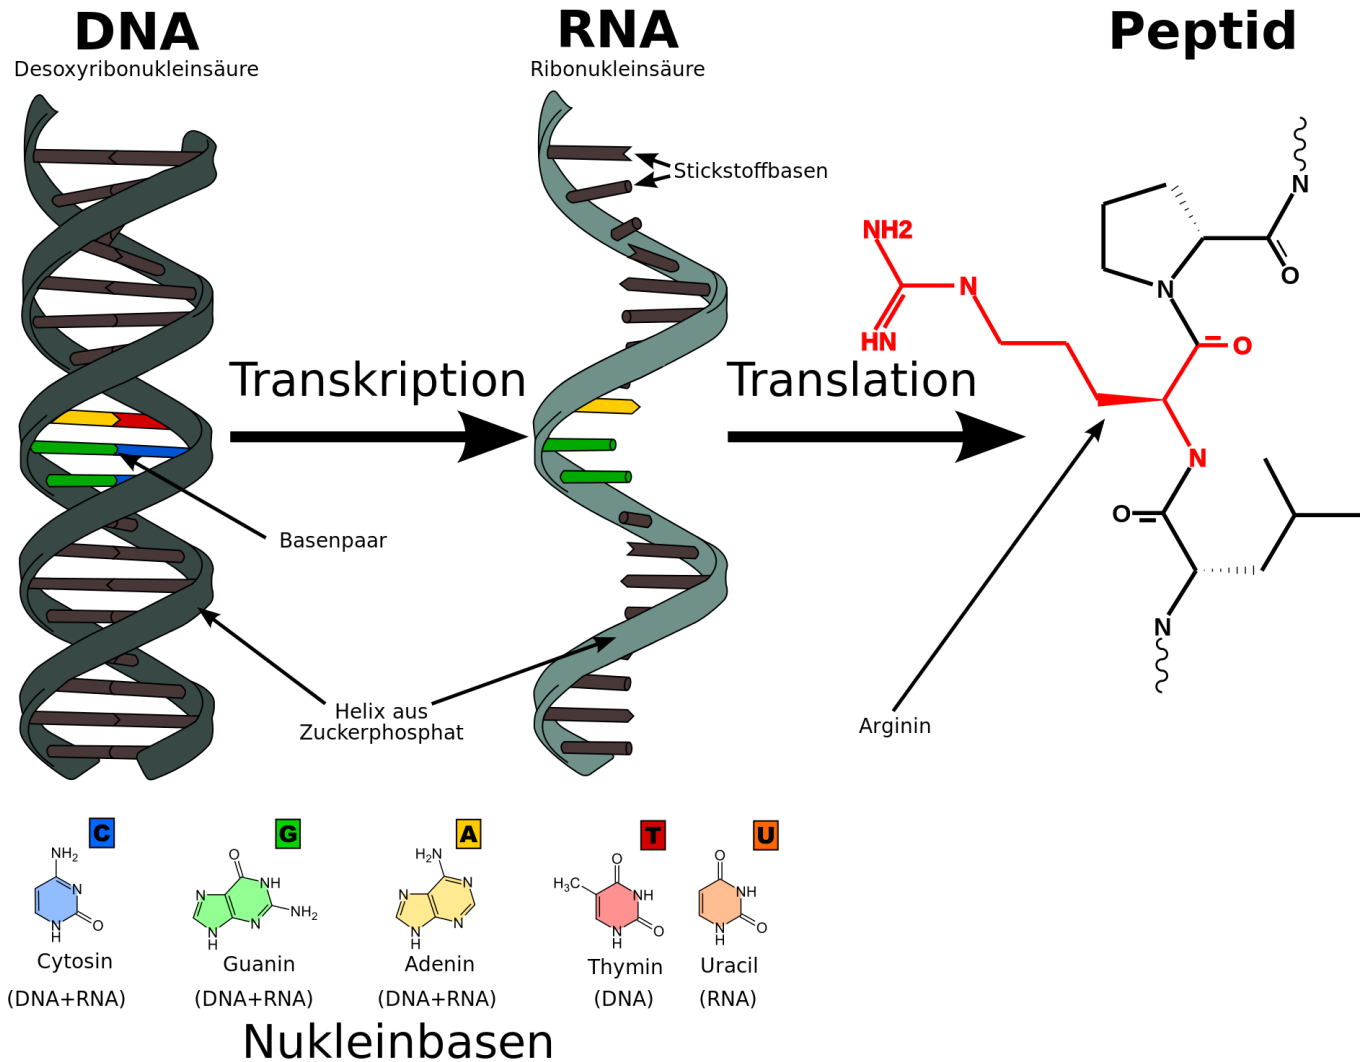 DNA
Desoxyribonukleinsäure
RNA
Ribonukleinsäure
Peptid
Stickstoffbasen
N
NH2
N
O
N
HN
O
Transkription
Translation
N
O
Basenpaar
N
Helix aus
Zuckerphosphat
Arginin
C
G
A
T
U
NH2
N
O
N
H
O
N
NH
NH2
N
N
H
H2N
N
N
N
N
H
O
H3C
NH
N
O
H
O
NH
N
O
H
Cytosin
Guanin
Adenin
Thymin
Uracil
(DNA+RNA)
(DNA+RNA)
(DNA+RNA)
(DNA)
(RNA)
Nukleinbasen